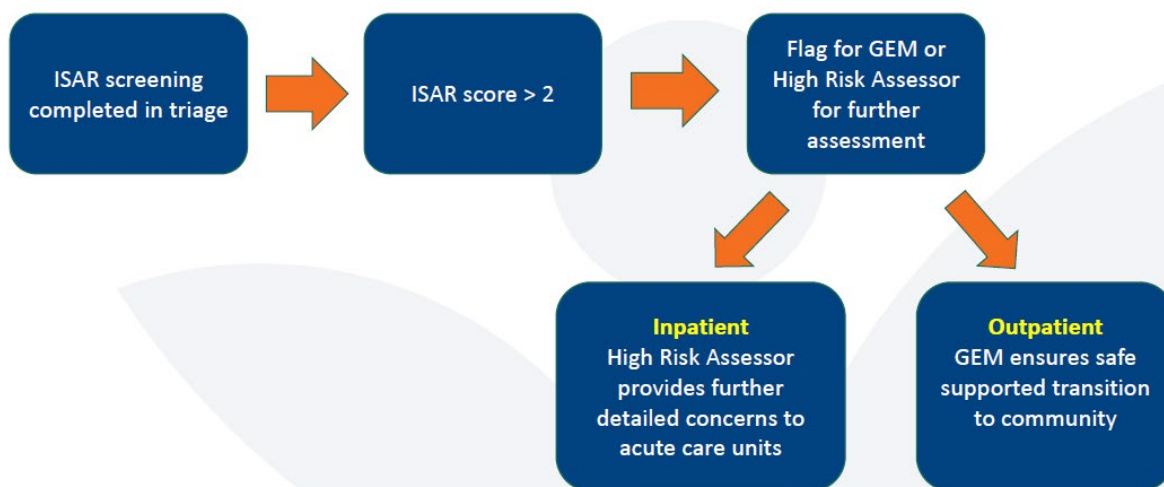 ISAR screening
completed in triage
ISAR score > 2
Flag for GEM or
High Risk Assessor
for further
assessment
Inpatient
High Risk Assessor
provides further
detailed concerns to
acute care units
Outpatient
GEM ensures safe
supported transition
to community